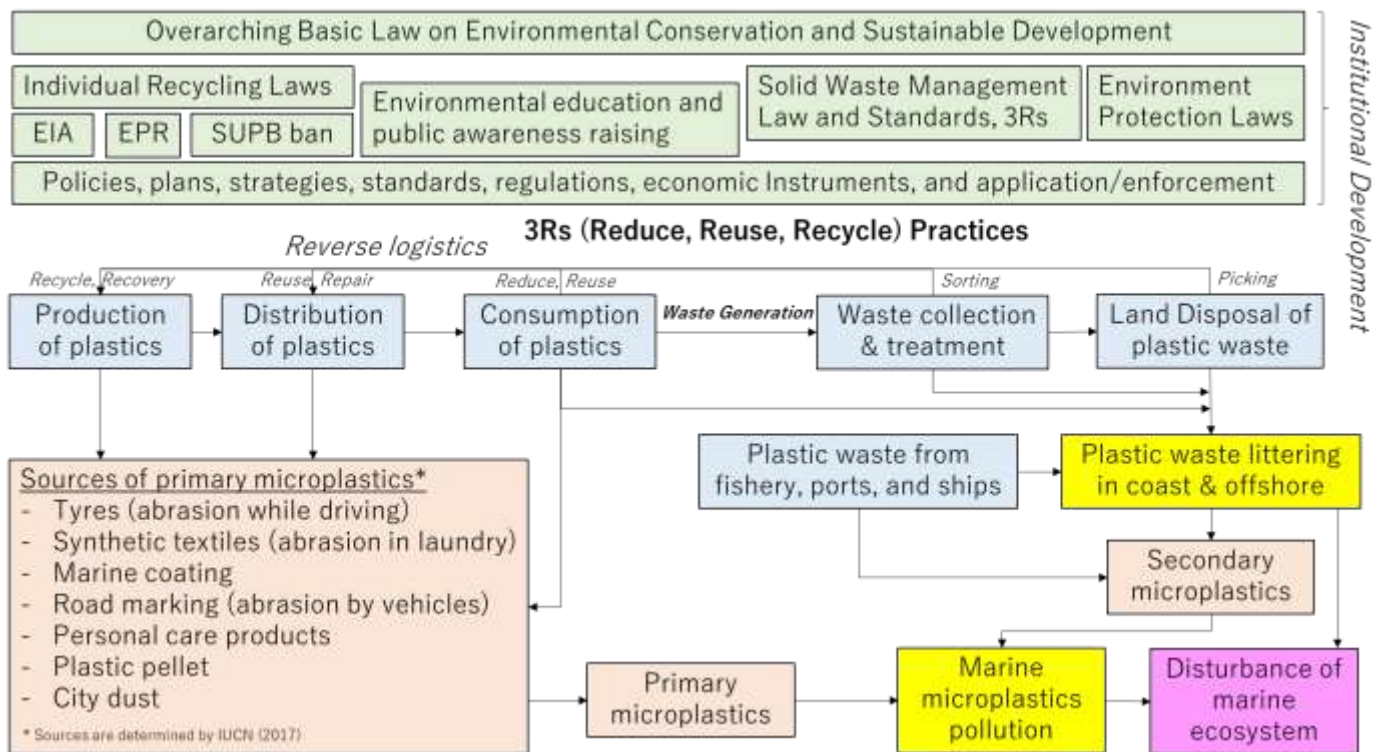 Overarching Basic Law on Environmental Conservation and Sustainable Development
Individual Recycling Laws
EIA
EPR
SUPB ban
Environmental education and
public awareness raising
Solid Waste Management
Law and Standards, 3Rs
Environment
Protection Laws
Policies, plans, strategies, standards, regulations, economic Instruments, and application/enforcement
Institutional Development
3Rs (Reduce, Reuse, Recycle) Practices
Reverse logistics
Recycle, Recovery
Reuse, Repair
Reduce, Reuse
Sorting
Picking
Production
of plastics
Distribution
of plastics
Consumption
of plastics
Waste Generation
Waste collection
& treatment
Land Disposal of
plastic waste
Plastic waste from
fishery, ports, and ships
Plastic waste littering
in coast & offshore
Sources of primary microplastics*
- Tyres (abrasion while driving)
- Synthetic textiles (abrasion in laundry)
- Marine coating
- Road marking (abrasion by vehicles)
- Personal care products
- Plastic pellet
- City dust
* Sources are determined by IUCN (2017)
Secondary
microplastics
Primary
microplastics
Marine
microplastics
pollution
Disturbance of
marine
ecosystem